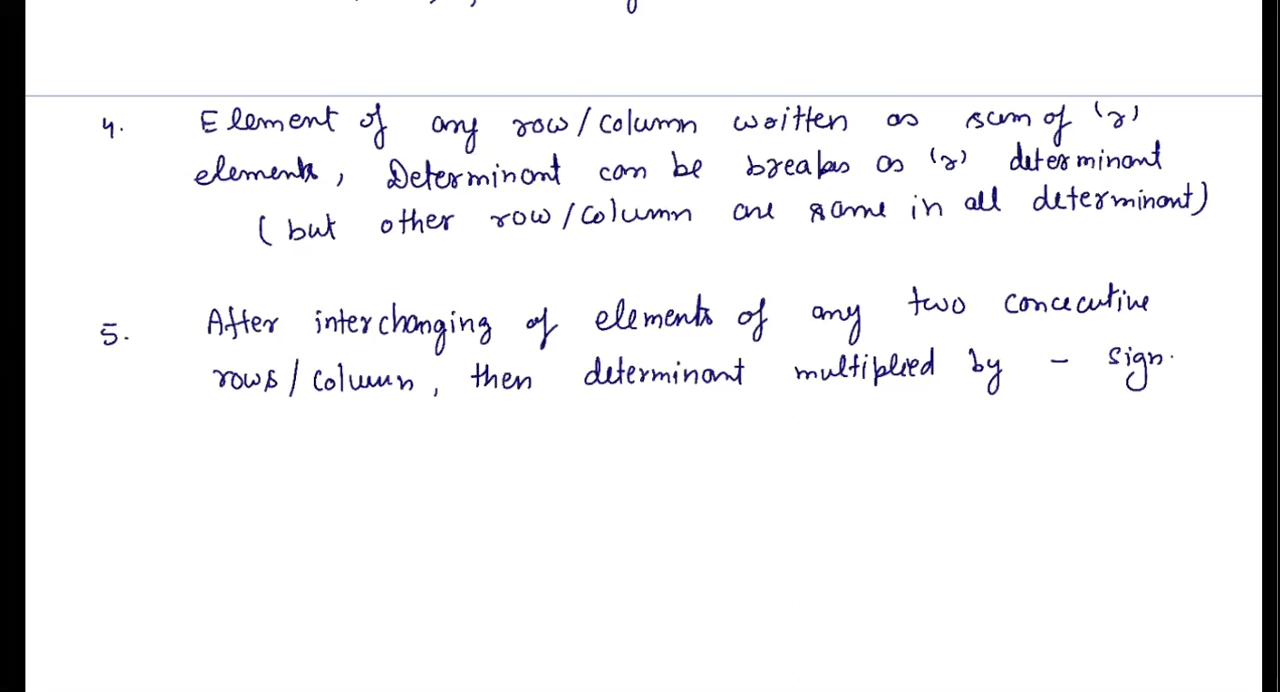 4. Element of any row/column written as sum of 'r'
elements, Determinant can be breaks as 'r' determinant
(but other row/column are same in all determinant)
5. After interchanging of elements of any two concecutive
rows/column, then determinant multiplied by - sign.